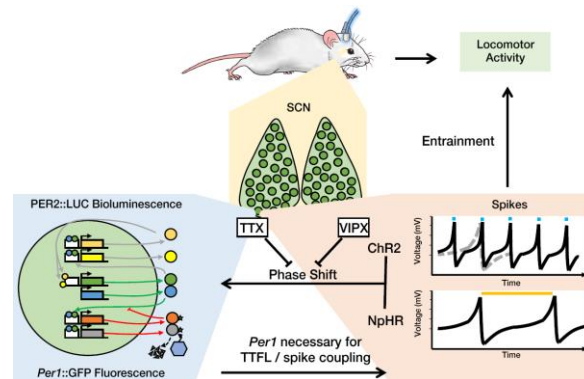 Locomotor
Activity
SCN
Entrainment
PER2::LUC Bioluminescence
TTX
VIPX
Phase Shift
ChR2
NpHR
Spikes
Voltage (mV)
Time
Voltage (mV)
Time
Per1 necessary for
TTFL / spike coupling
Per1::GFP Fluorescence